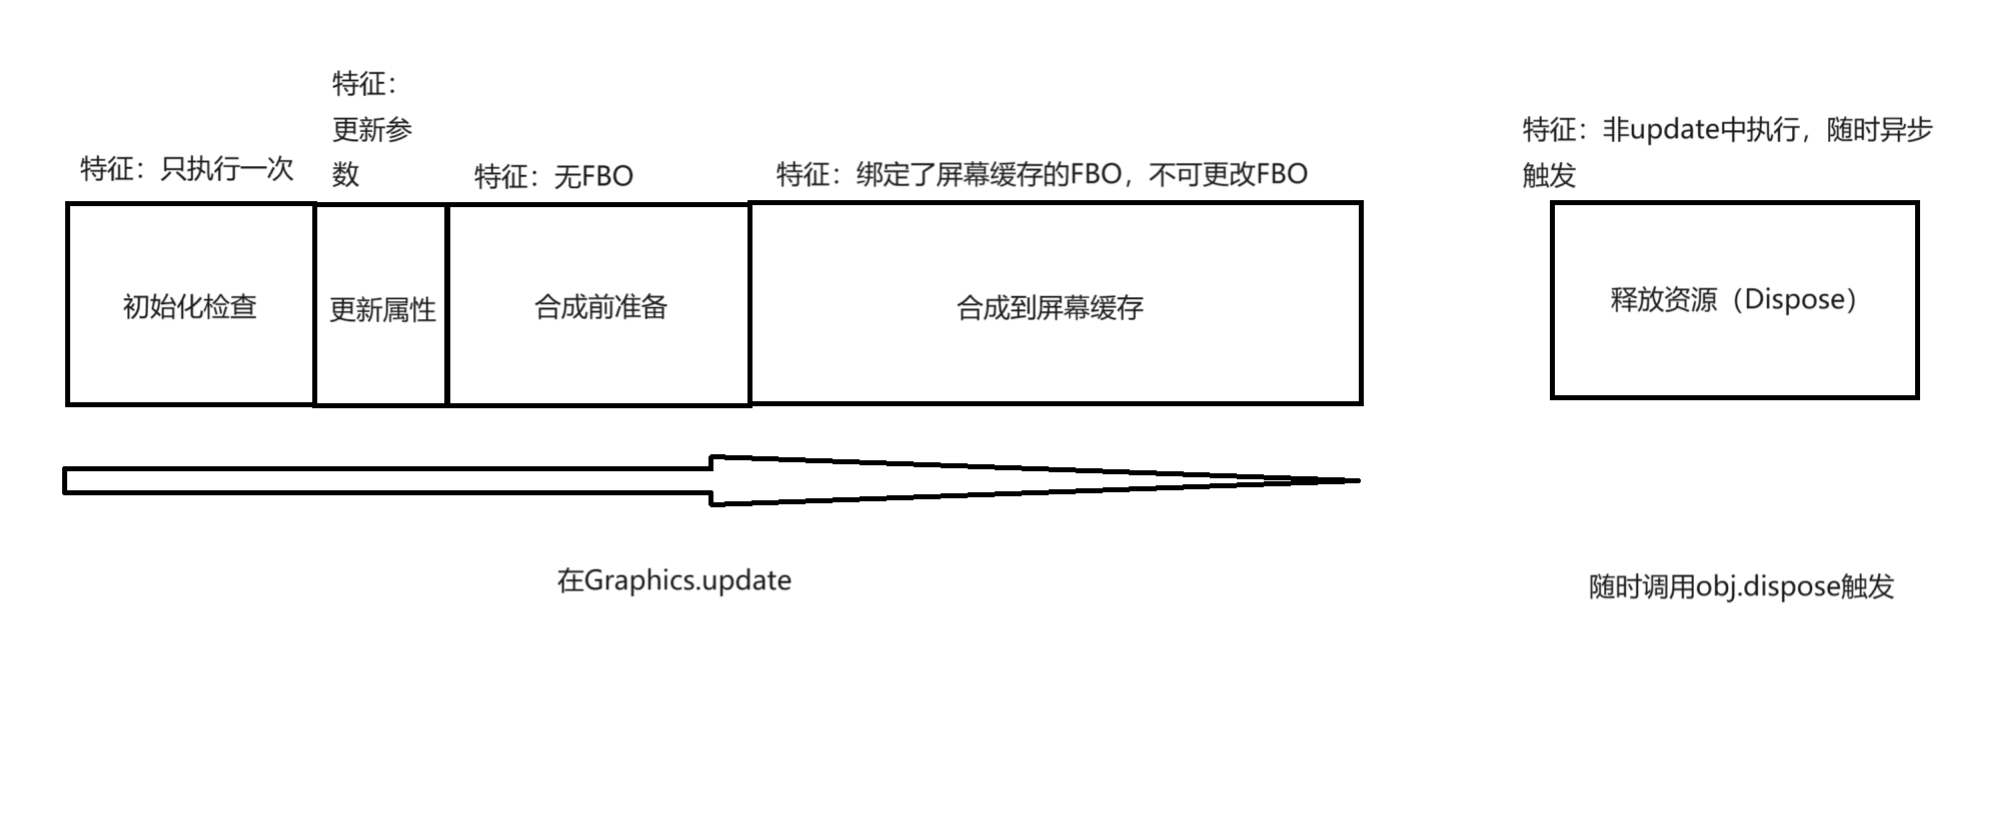 特征：
更新参
数
特征：只执行一次
特征：无FBO
特征：绑定了屏幕缓存的FBO，不可更改FBO
特征：非update中执行，随时异步
触发
初始化检查
更新属性
合成前准备
合成到屏幕缓存
释放资源（Dispose）
在Graphics.update
随时调用obj.dispose触发